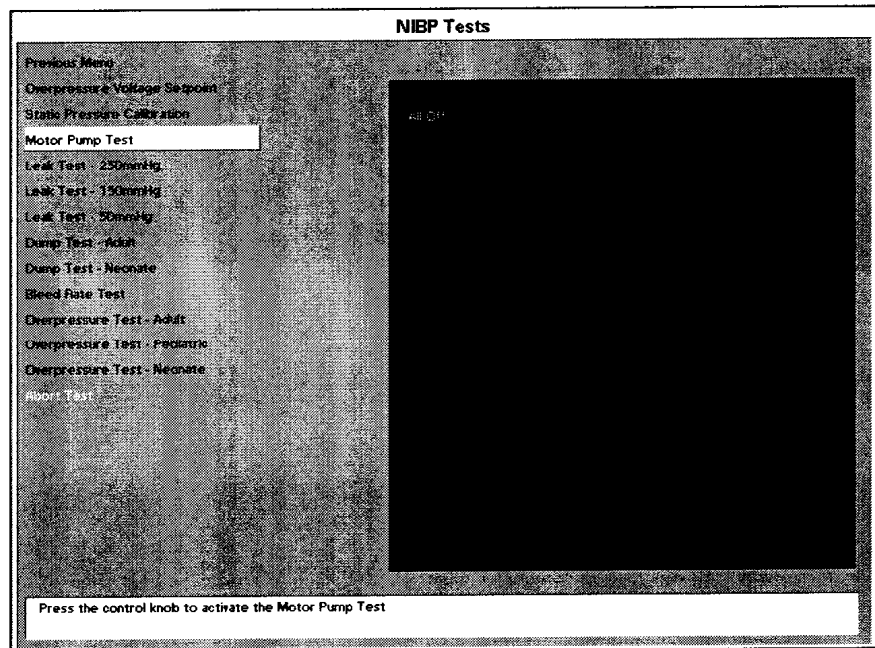 NIBP Tests
Previous Menu
Overpressure Voltage Setpoint
Static Pressure Calibration
Motor Pump Test
Leak Test - 250mmHg
Leak Test - 150mmHg
Leak Test - 50mmHg
Dump Test - Adult
Dump Test - Neonate
Bleed Rate Test
Overpressure Test - Adult
Overpressure Test - Pediatric
Overpressure Test - Neonate
Abort Test
All Off
Press the control knob to activate the Motor Pump Test